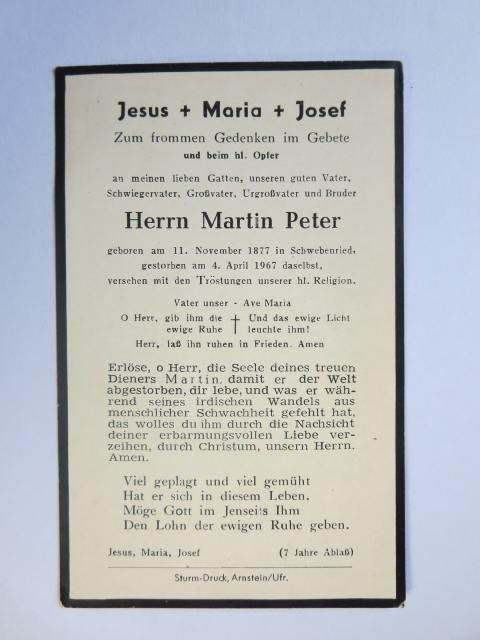 Jesus + Maria + Josef
Zum frommen Gedenken im Gebete
und beim hl. Opfer
an meinen lieben Gatten, unseren guten Vater,
Schwiegervater, Großvater, Urgroßvater und Bruder
Herrn Martin Peter
geboren am 11. November 1877 in Schwebenried,
gestorben am 4. April 1967 daselbst,
versehen mit den Tröstungen unserer hl. Religion.
Vater unser - Ave Maria
O Herr, gib ihm die † Und das ewige Licht
ewige Ruhe leuchte ihm!
Herr, laß ihn ruhen in Frieden. Amen
Erlöse, o Herr, die Seele deines treuen
Dieners Martin, damit er der Welt
abgestorben, dir lebe, und was er wäh-
rend seines irdischen Wandels aus
menschlicher Schwachheit gefehlt hat,
das wolles du ihm durch die Nachsicht
deiner erbarmungsvollen Liebe ver-
zeihen, durch Christum, unsern Herrn.
Amen.
Viel geplagt und viel gemüht
Hat er sich in diesem Leben.
Möge Gott im Jenseits Ihm
Den Lohn der ewigen Ruhe geben.
Jesus, Maria, Josef (7 Jahre Ablaß)
Sturm-Druck, Arnstein/Ufr.